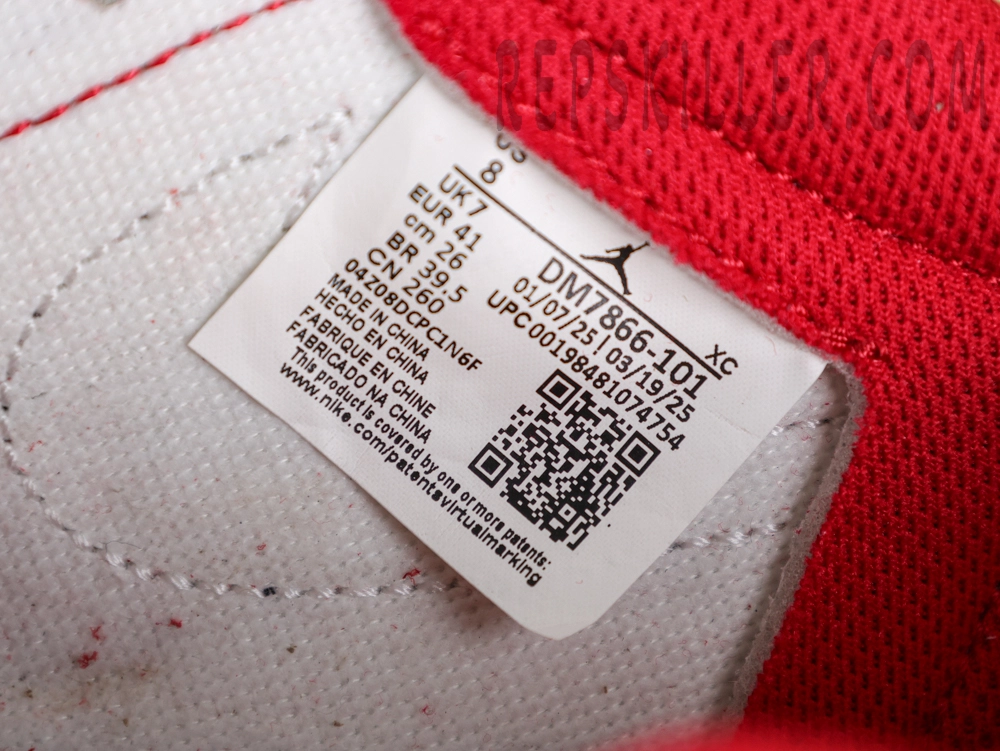 REPSKILLER.COM
US
8
UK 7
EUR 41
cm 26
BR 39,5
CN 260
04Z08DCPC1N6F
MADE IN CHINA
HECHO EN CHINA
FABRIQUE EN CHINE
FABRICADO NA CHINA
This product is covered by one or more patents:
www.nike.com/patentsvirtualmarking
XC
DM7866-101
01/07/25 | 03/19/25
UPC 00198481074754